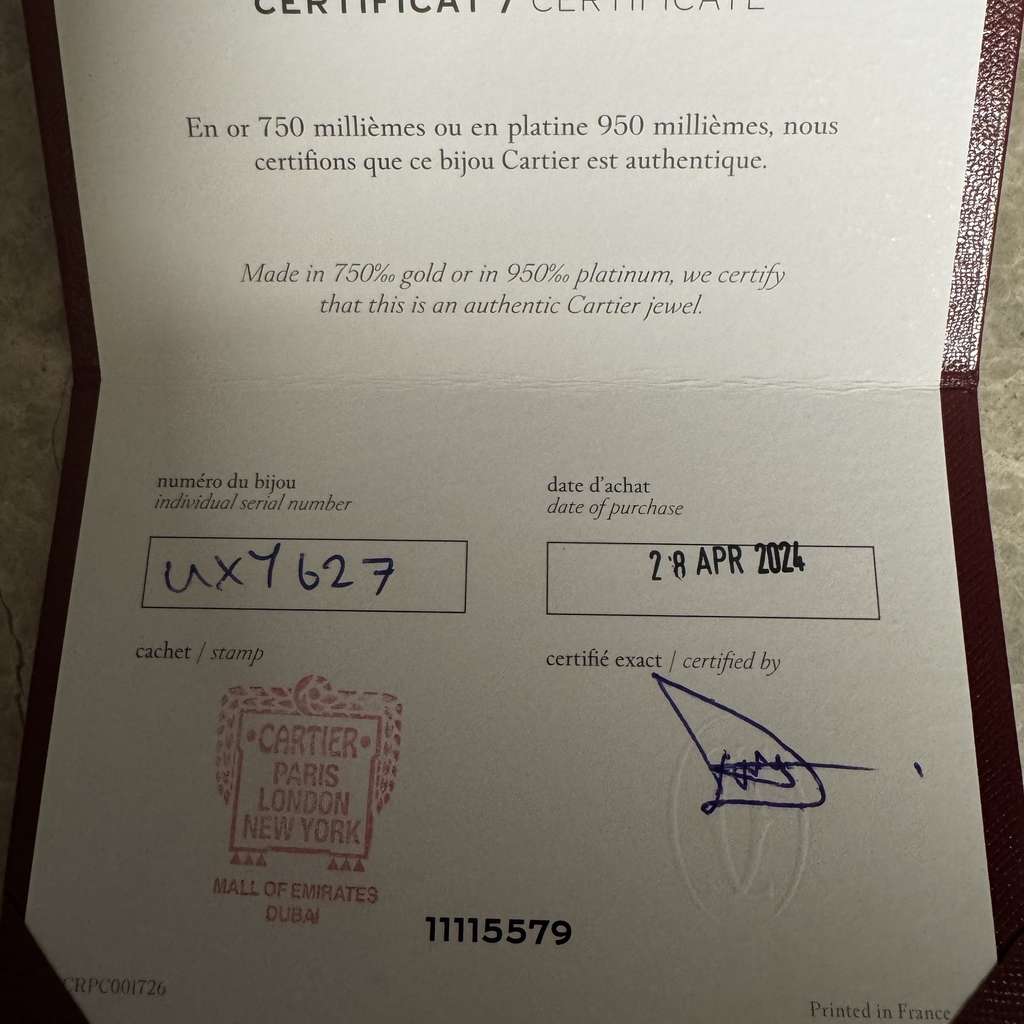 CERTIFICAT / CERTIFICATE
En or 750 millièmes ou en platine 950 millièmes, nous
certifions que ce bijou Cartier est authentique.
Made in 750‰ gold or in 950‰ platinum, we certify
that this is an authentic Cartier jewel.
numéro du bijou
individual serial number
UXY627
date d'achat
date of purchase
28 APR 2024
cachet / stamp
CARTIER
PARIS
LONDON
NEW YORK
MALL OF EMIRATES
DUBAI
certifié exact / certified by
11115579
CRPC001726
Printed in France